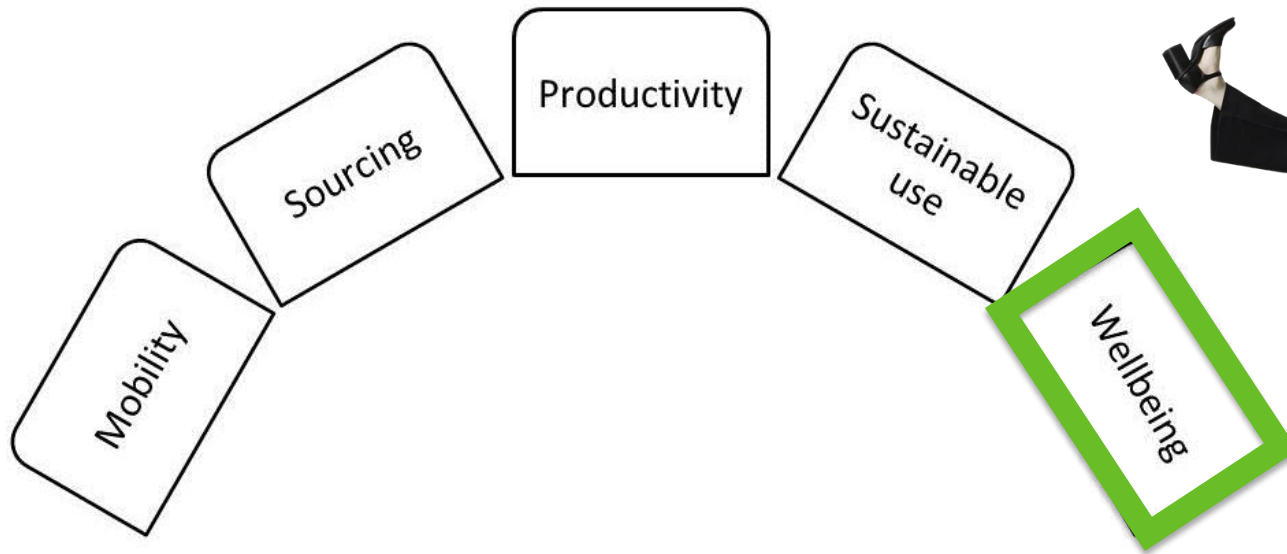 Mobility
Sourcing
Productivity
Sustainable
use
Wellbeing